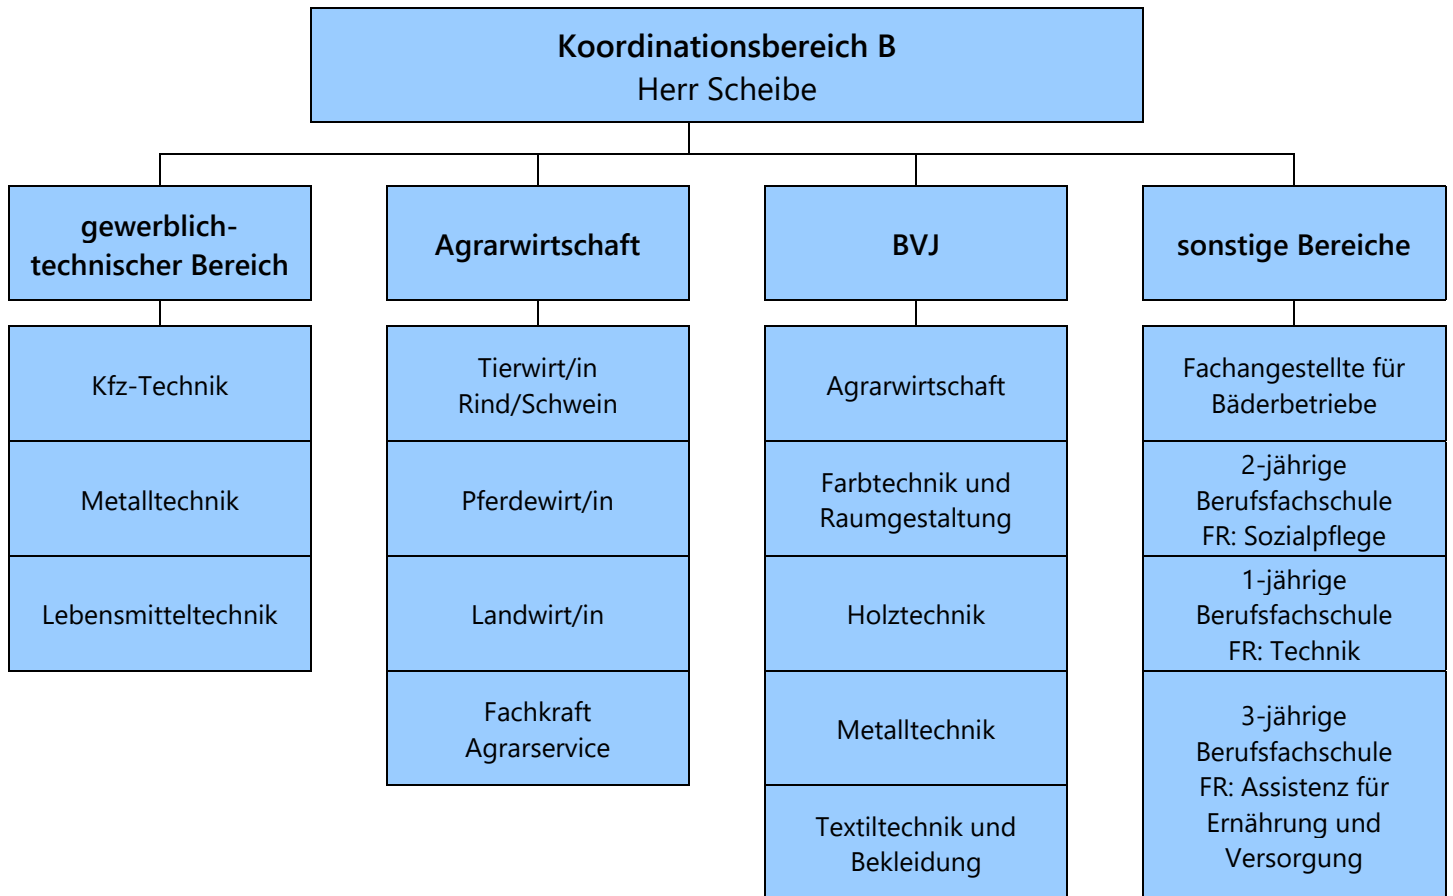 Koordinationsbereich B
Herr Scheibe
gewerblich-
technischer Bereich
Kfz-Technik
Metalltechnik
Lebensmitteltechnik
Agrarwirtschaft
Tierwirt/in
Rind/Schwein
Pferdewirt/in
Landwirt/in
Fachkraft
Agrarservice
BVJ
Agrarwirtschaft
Farbtechnik und
Raumgestaltung
Holztechnik
Metalltechnik
Textiltechnik und
Bekleidung
sonstige Bereiche
Fachangestellte für
Bäderbetriebe
2-jährige
Berufsfachschule
FR: Sozialpflege
1-jährige
Berufsfachschule
FR: Technik
3-jährige
Berufsfachschule
FR: Assistenz für
Ernährung und
Versorgung